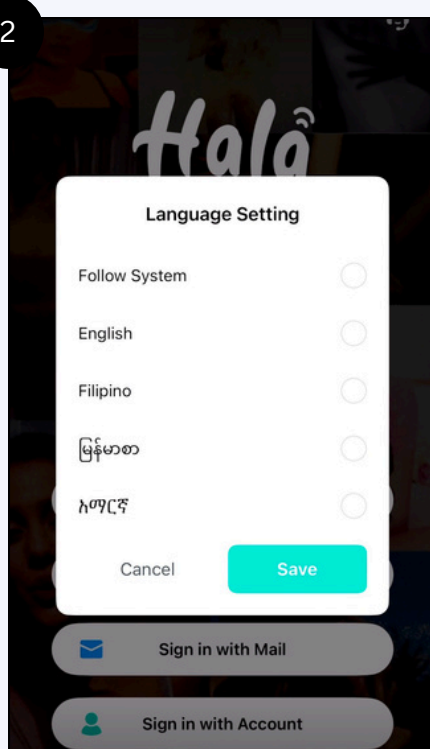 2
Hala
Language Setting
Follow System
English
Filipino
မြန်မာစာ
አማርኛ
Cancel
Save
Sign in with Mail
Sign in with Account